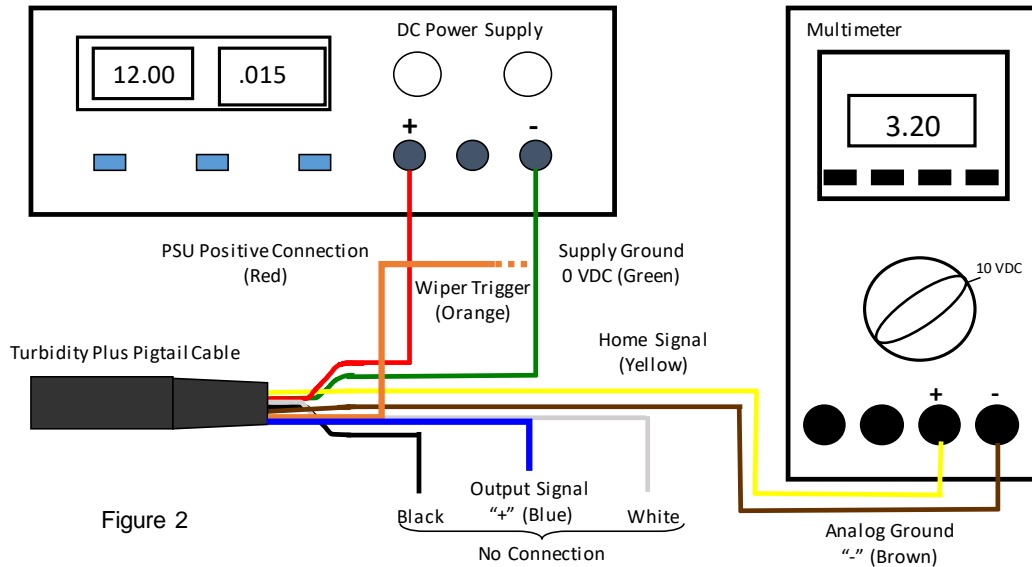 DC Power Supply
Multimeter
12.00
.015
3.20
+
-
PSU Positive Connection
(Red)
Supply Ground
0 VDC (Green)
Wiper Trigger
(Orange)
10 VDC
Home Signal
(Yellow)
Turbidity Plus Pigtail Cable
+
-
Output Signal
"+" (Blue)
Black
White
No Connection
Analog Ground
"-" (Brown)
Figure 2